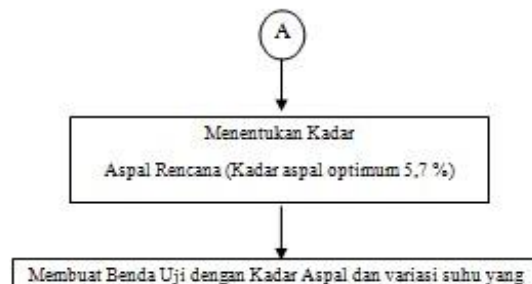 A
Menentukan Kadar
Aspal Rencana (Kadar aspal optimum 5,7 %)
Membuat Benda Uji dengan Kadar Aspal dan variasi suhu yang